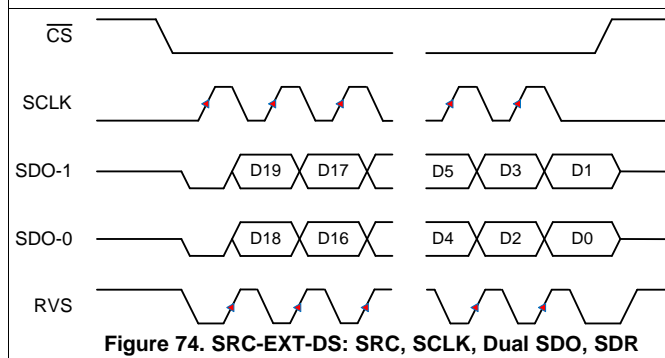 CS
SCLK
SDO-1 D19 D17 D5 D3 D1
SDO-0 D18 D16 D4 D2 D0
RVS
Figure 74. SRC-EXT-DS: SRC, SCLK, Dual SDO, SDR